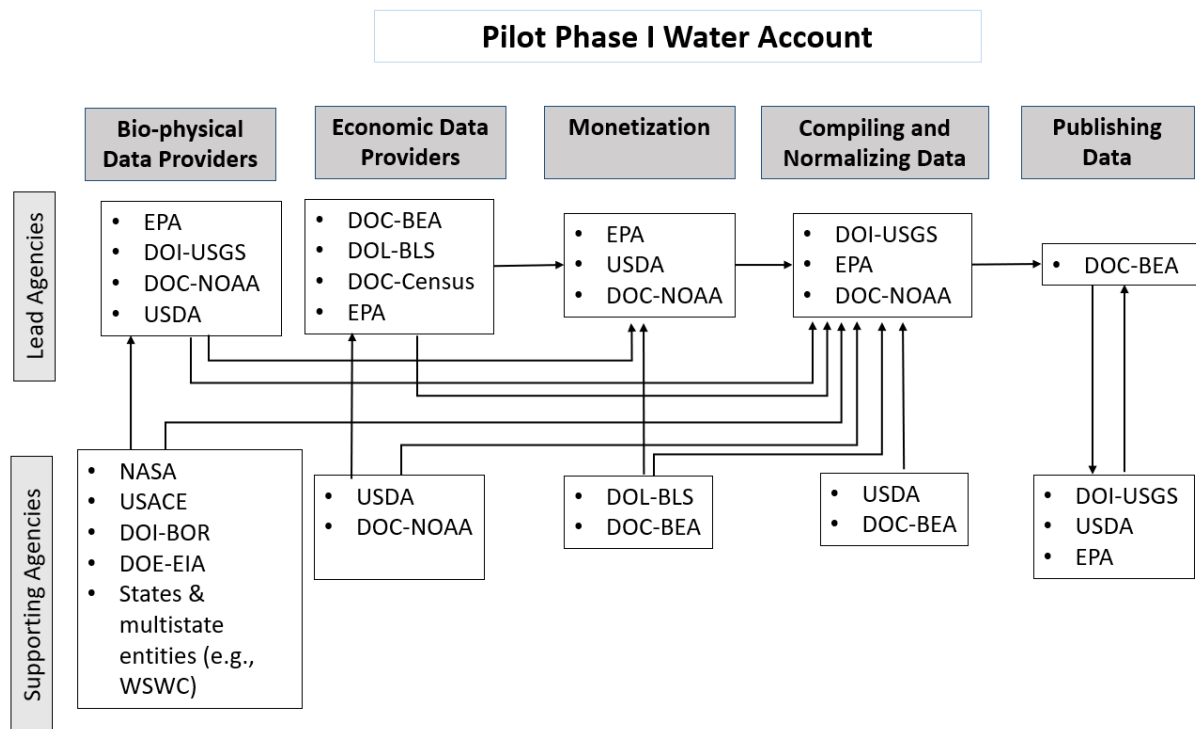 Pilot Phase I Water Account
Bio-physical
Data Providers
Economic Data
Providers
Monetization
Compiling and
Normalizing Data
Publishing
Data
Lead Agencies
• EPA
• DOI-USGS
• DOC-NOAA
• USDA
• DOC-BEA
• DOL-BLS
• DOC-Census
• EPA
• EPA
• USDA
• DOC-NOAA
• DOI-USGS
• EPA
• DOC-NOAA
• DOC-BEA
Supporting Agencies
• NASA
• USACE
• DOI-BOR
• DOE-EIA
• States &
multistate
entities (e.g.,
WSWC)
• USDA
• DOC-NOAA
• DOL-BLS
• DOC-BEA
• USDA
• DOC-BEA
• DOI-USGS
• USDA
• EPA